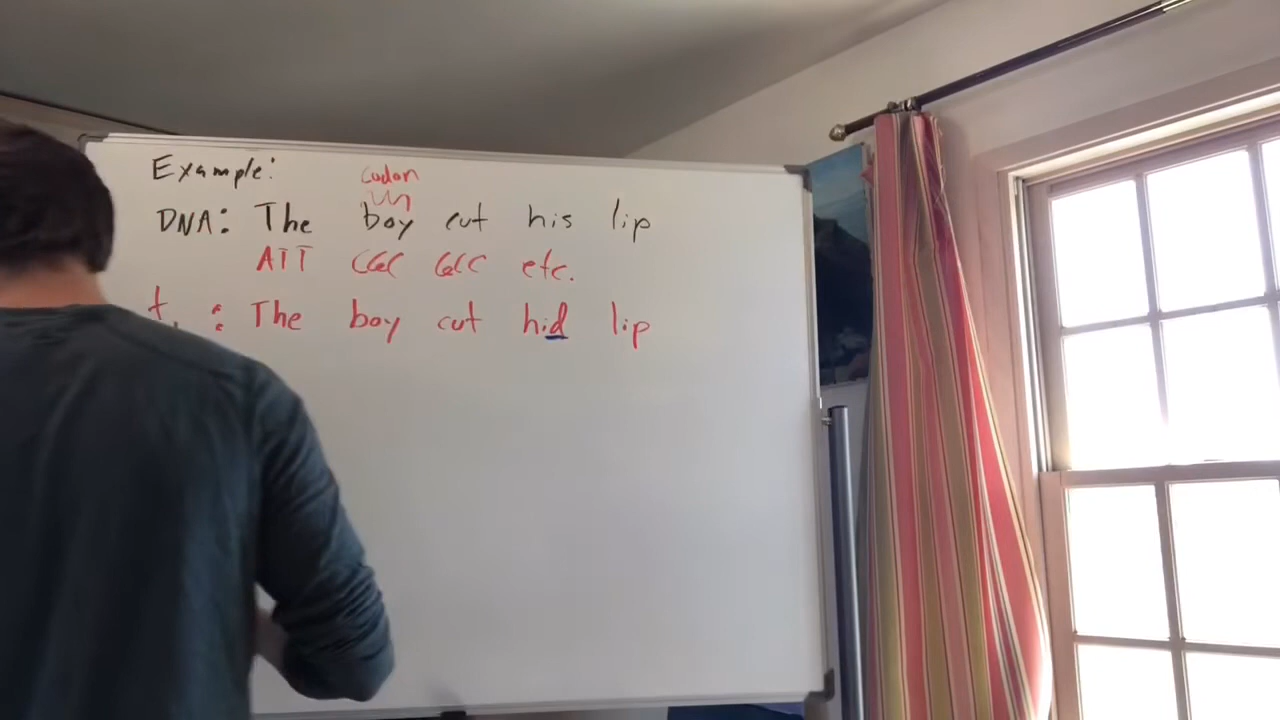 Example:
codon
DNA: The boy cut his lip
ATT CGC GCC etc.
: The boy cut hid lip